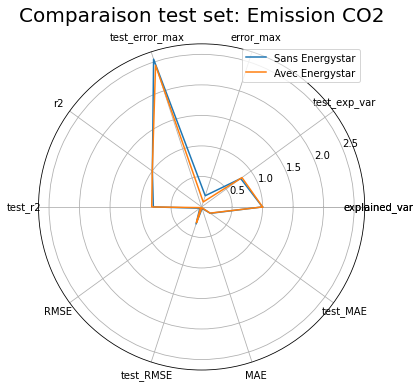 Comparaison test set: Emission CO2
test_error_max
error_max
Sans Energystar
Avec Energystar
r2
test_exp_var
2.5
2.0
1.5
1.0
0.5
test_r2
explained_var
RMSE
test_MAE
test_RMSE
MAE